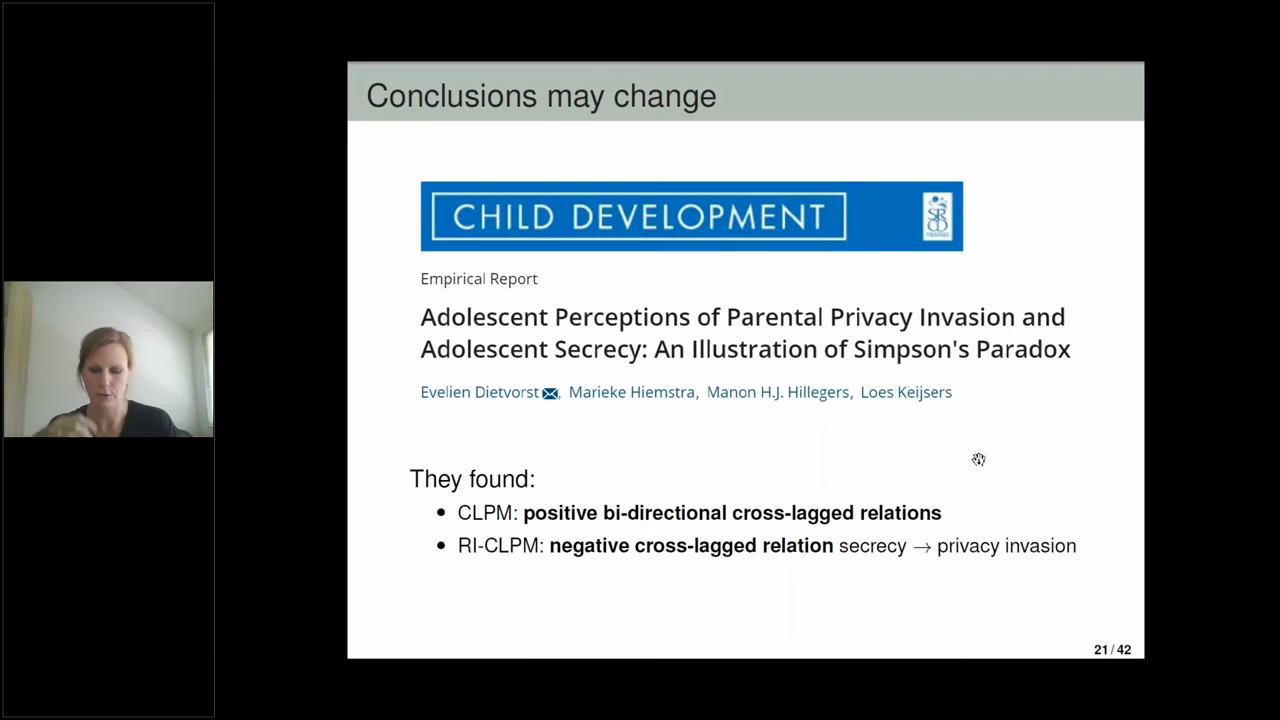 Conclusions may change
CHILD DEVELOPMENT
SRCD
Empirical Report
Adolescent Perceptions of Parental Privacy Invasion and
Adolescent Secrecy: An Illustration of Simpson's Paradox
Evelien Dietvorst, Marieke Hiemstra, Manon H.J. Hillegers, Loes Keijsers
They found:
• CLPM: positive bi-directional cross-lagged relations
• RI-CLPM: negative cross-lagged relation secrecy → privacy invasion
21 / 42